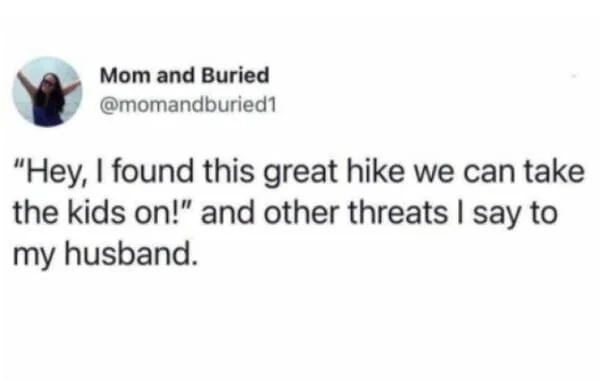 Mom and Buried
@momandburied1
"Hey, I found this great hike we can take
the kids on!" and other threats I say to
my husband.